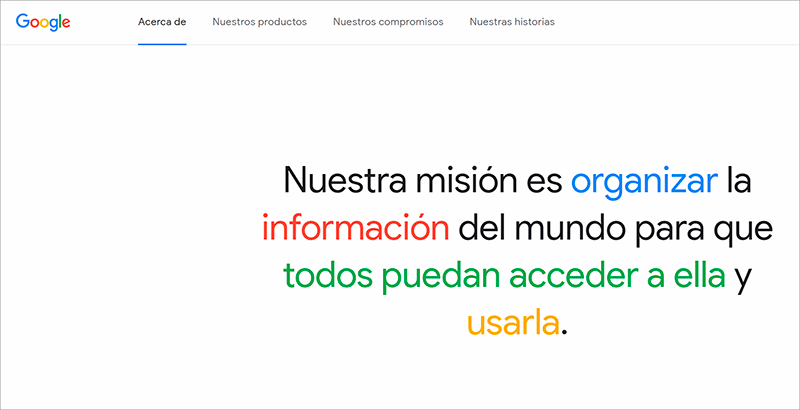 Google Acerca de Nuestros productos Nuestros compromisos Nuestras historias
Nuestra misión es organizar la
información del mundo para que
todos puedan acceder a ella y
usarla.